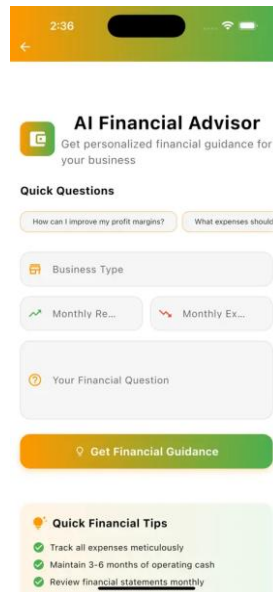 2:36
AI Financial Advisor
Get personalized financial guidance for
your business
Quick Questions
How can I improve my profit margins?
What expenses should
Business Type
Monthly Re...
Monthly Ex...
Your Financial Question
Get Financial Guidance
Quick Financial Tips
Track all expenses meticulously
Maintain 3-6 months of operating cash
Review financial statements monthly